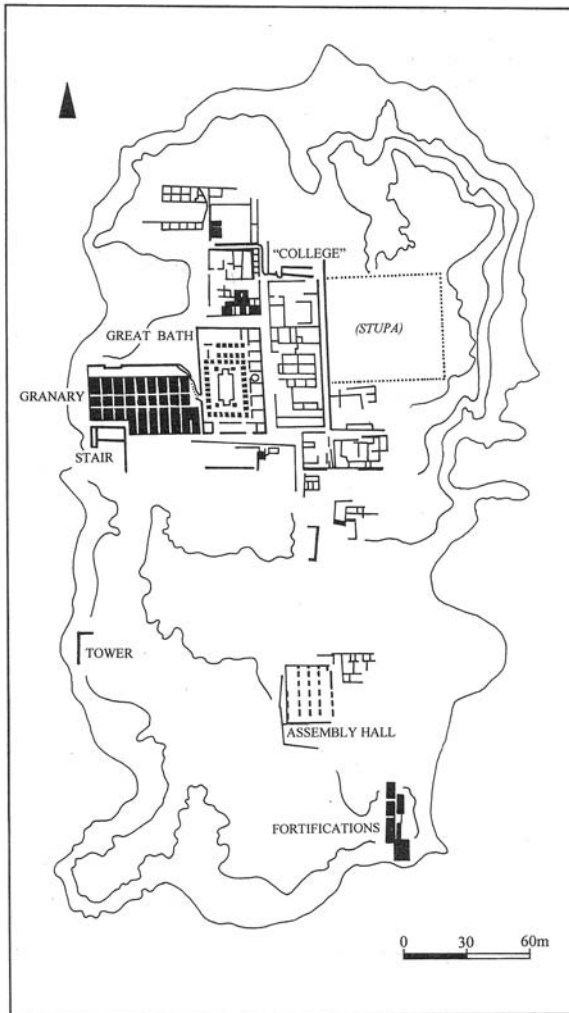 "COLLEGE"
(STUPA)
GREAT BATH
GRANARY
STAIR
TOWER
ASSEMBLY HALL
FORTIFICATIONS
0 30 60m